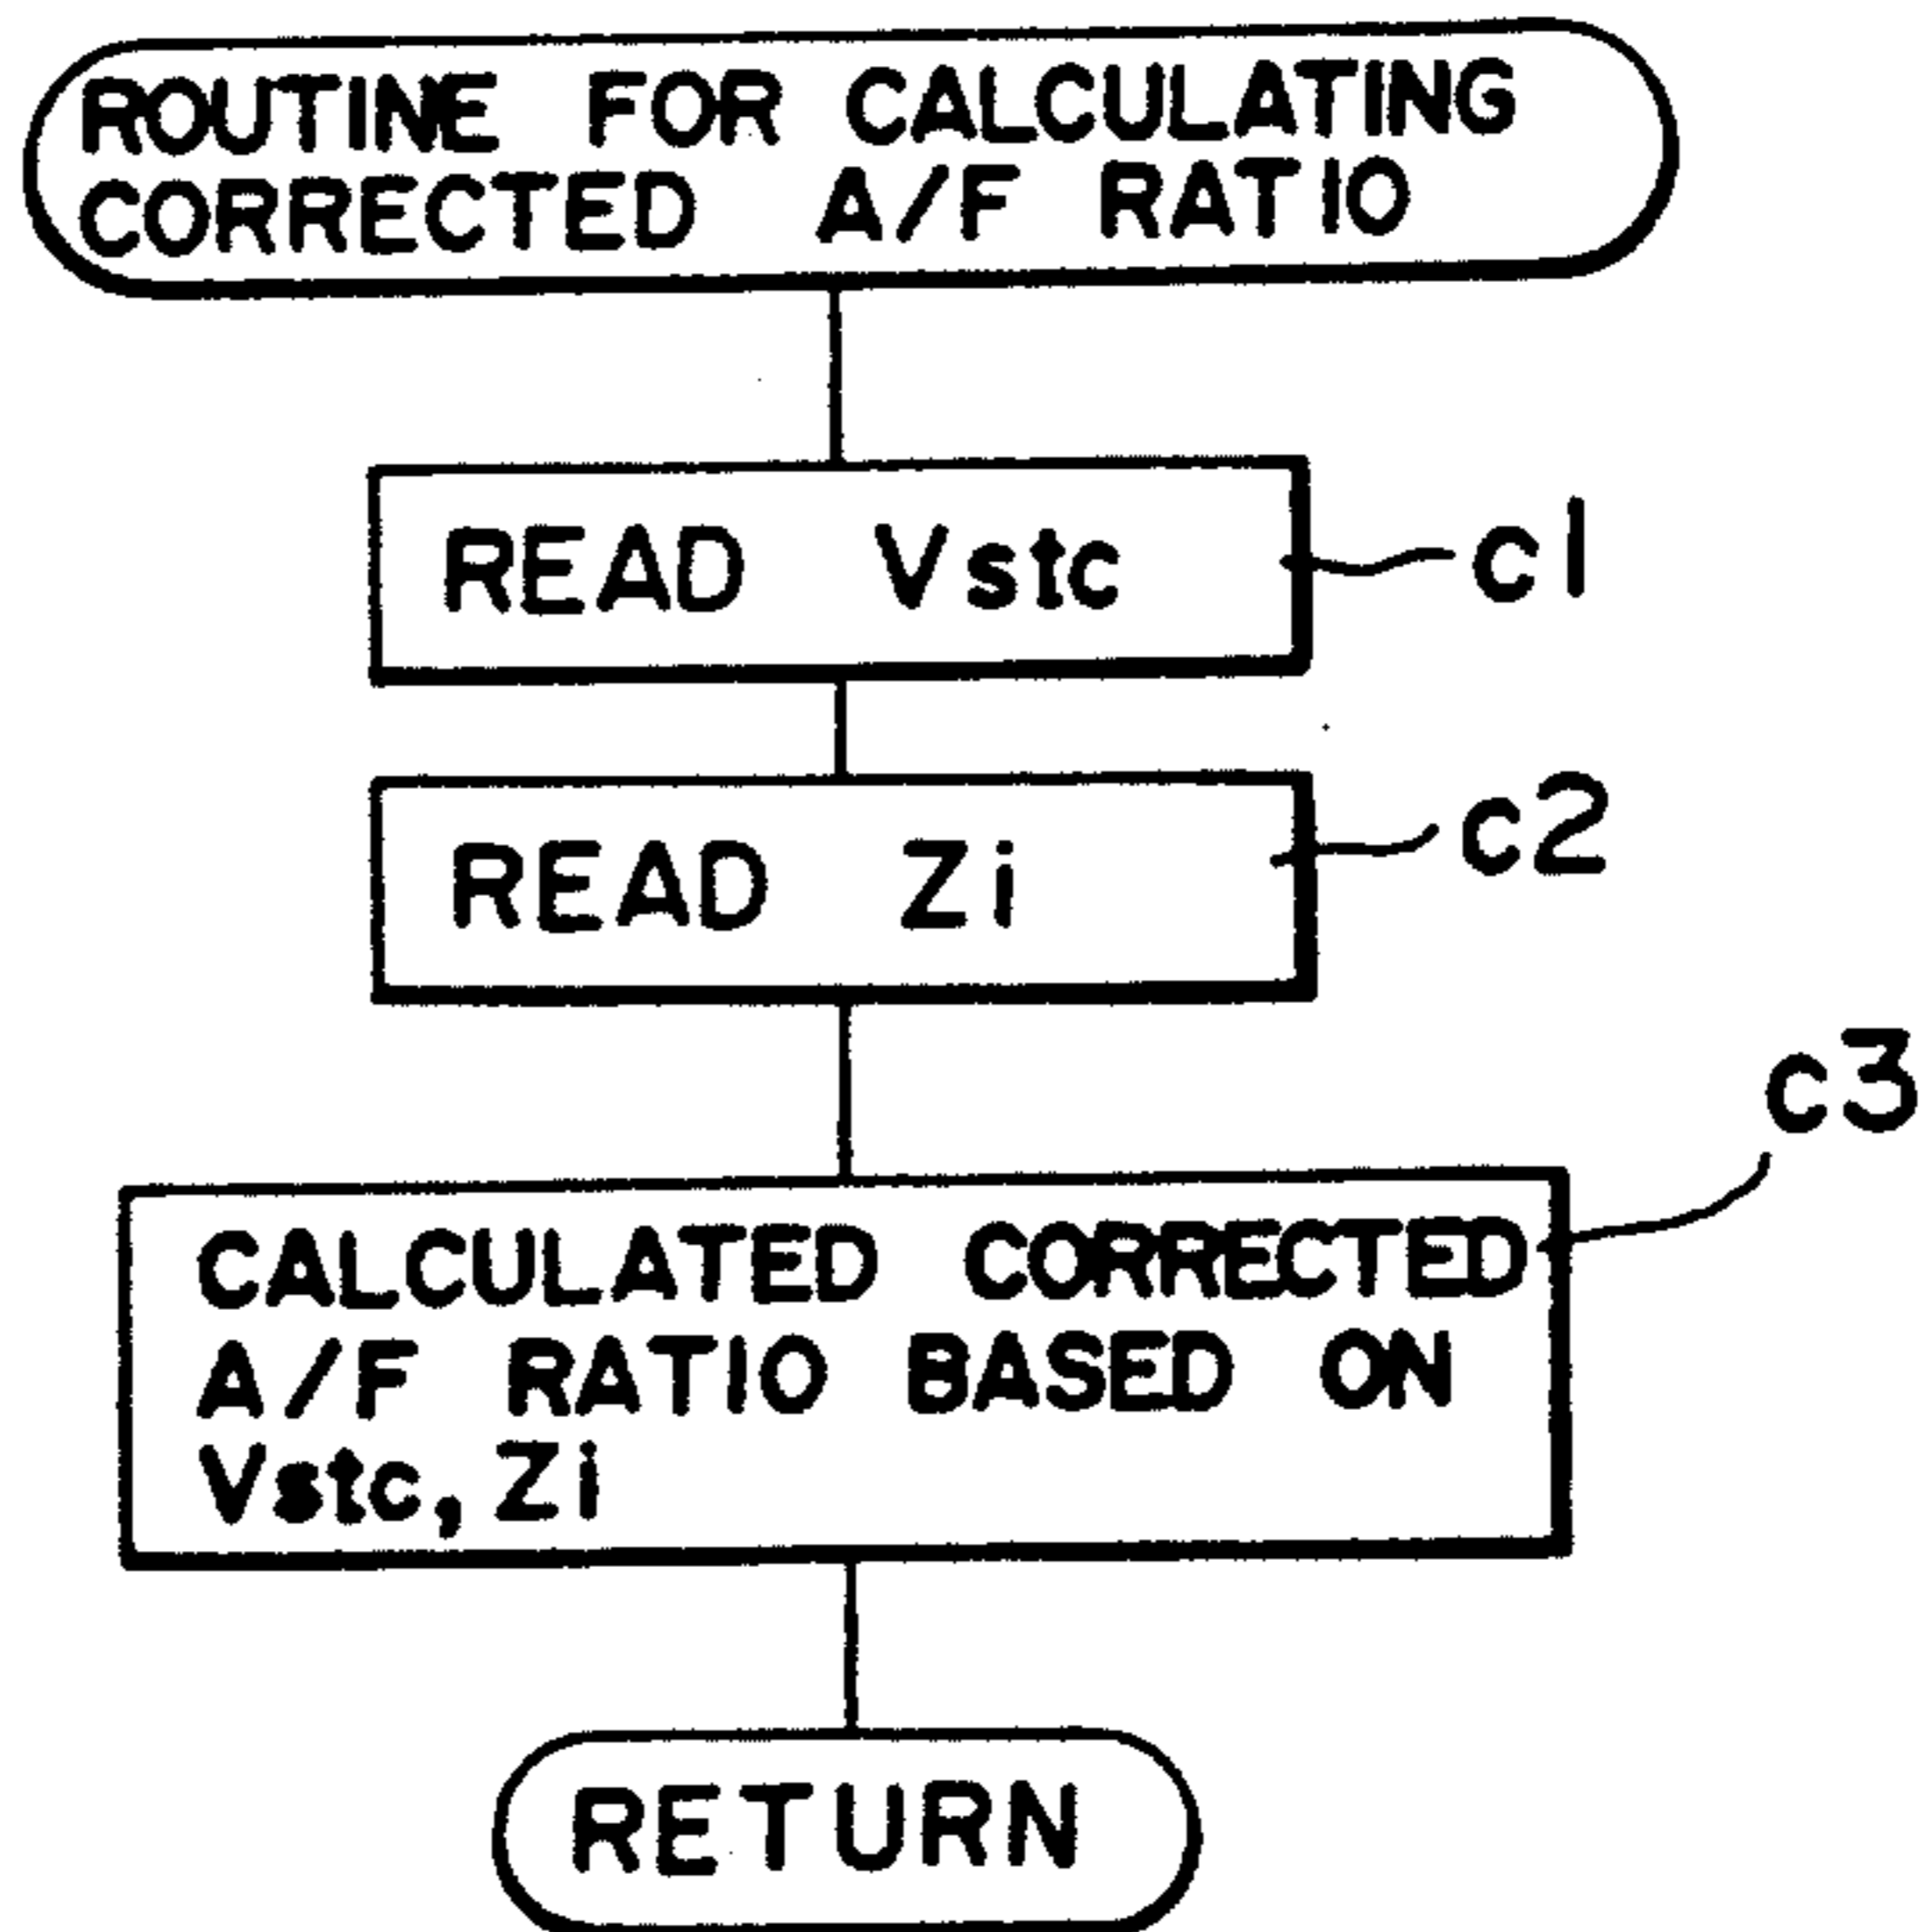 ROUTINE FOR CALCULATING
CORRECTED A/F RATIO
READ Vstc
c1
READ Zi
c2
c3
CALCULATED CORRECTED
A/F RATIO BASED ON
Vstc, Zi
RETURN